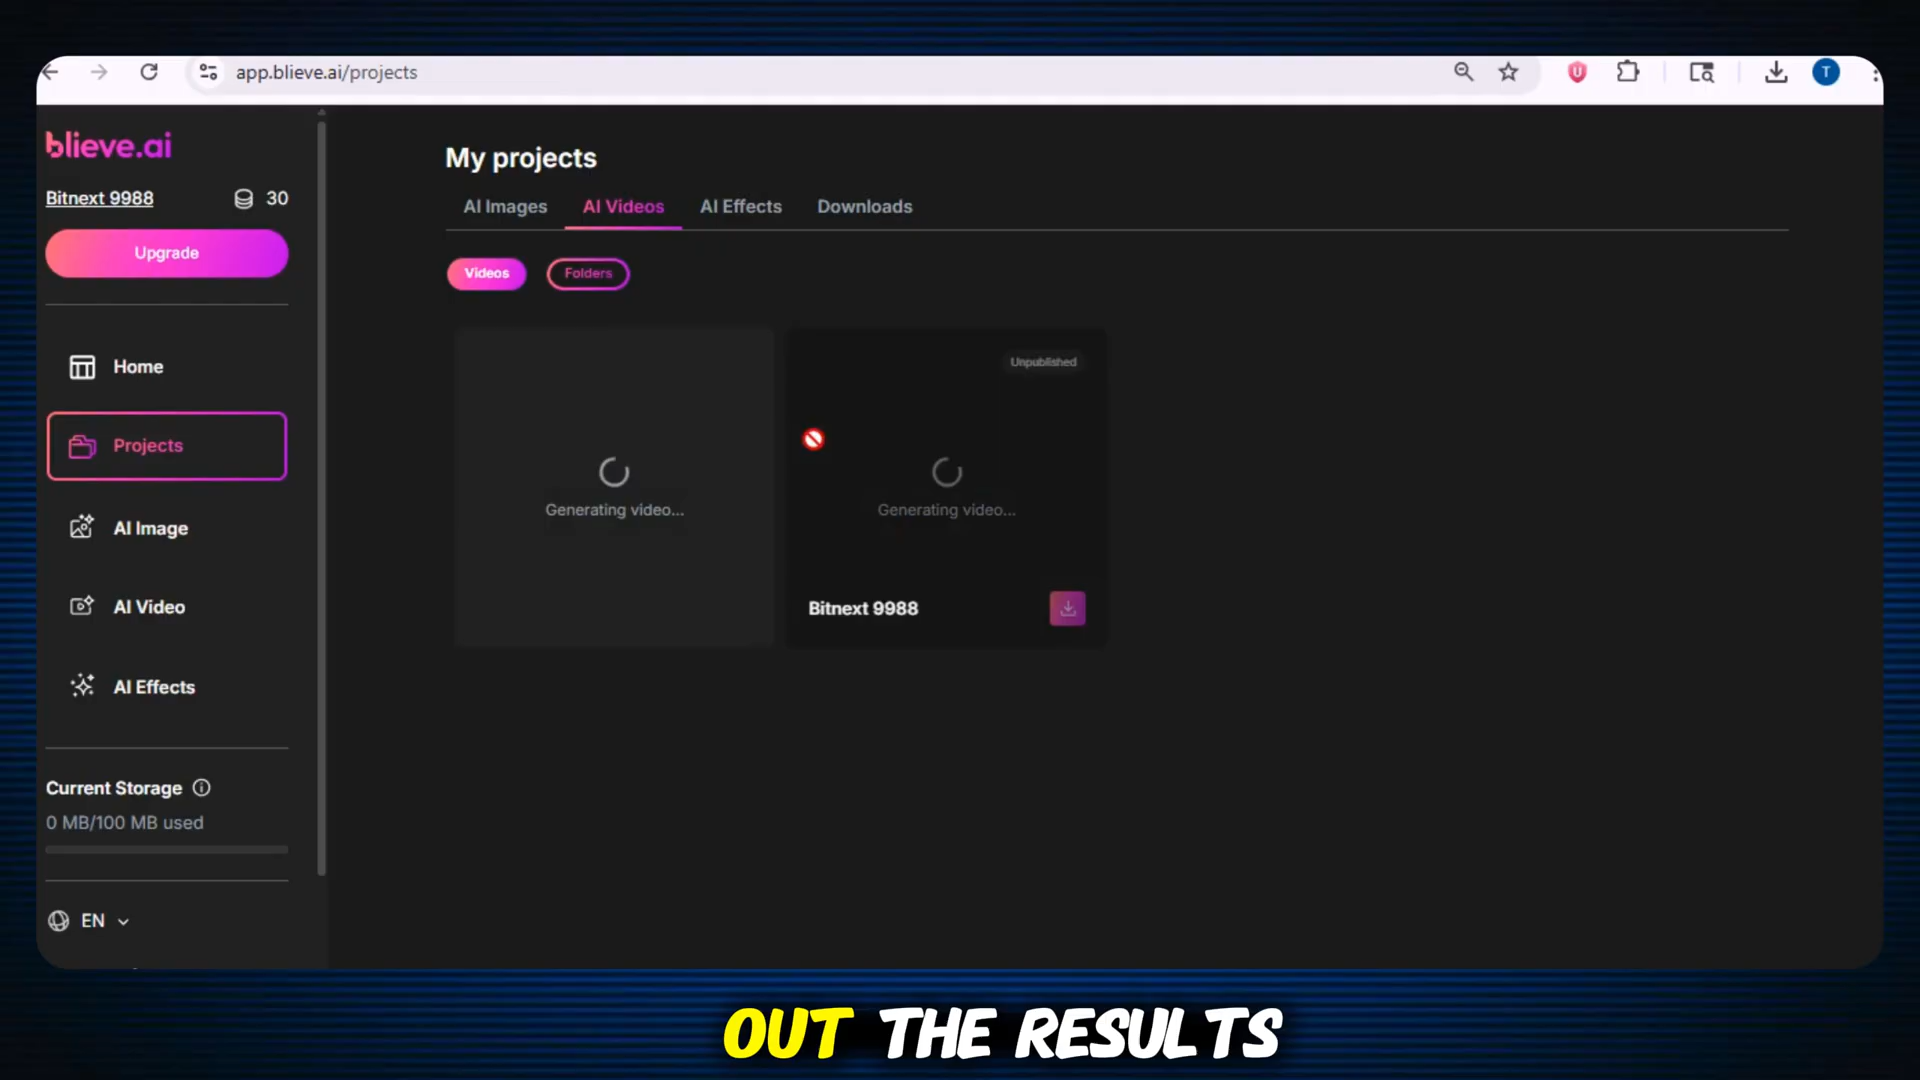 app.blieve.ai/projects
T
blieve.ai
Bitnext 9988
30
Upgrade
Home
Projects
AI Image
AI Video
AI Effects
Current Storage
0 MB/100 MB used
EN
My projects
AI Images
AI Videos
AI Effects
Downloads
Videos
Folders
Generating video...
Unpublished
Generating video...
Bitnext 9988
OUT THE RESULTS